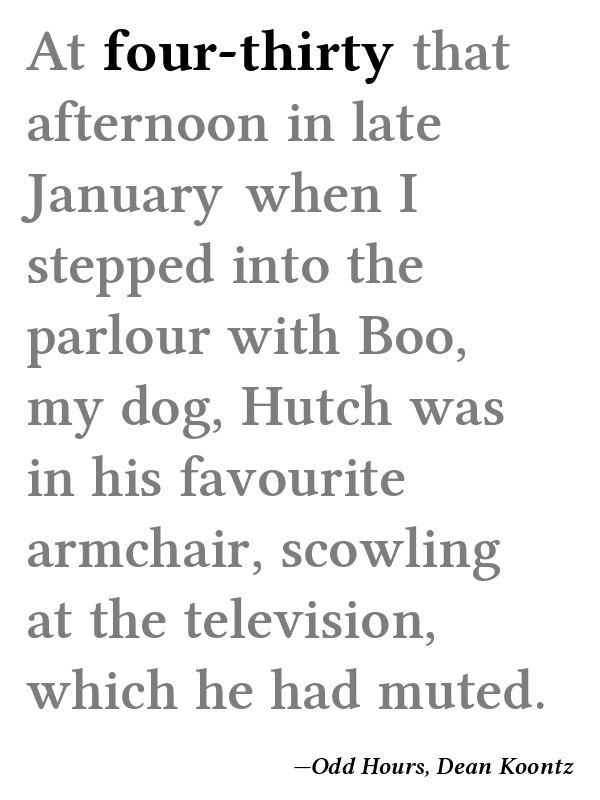 At four-thirty that
afternoon in late
January when I
stepped into the
parlour with Boo,
my dog, Hutch was
in his favourite
armchair, scowling
at the television,
which he had muted.
—Odd Hours, Dean Koontz